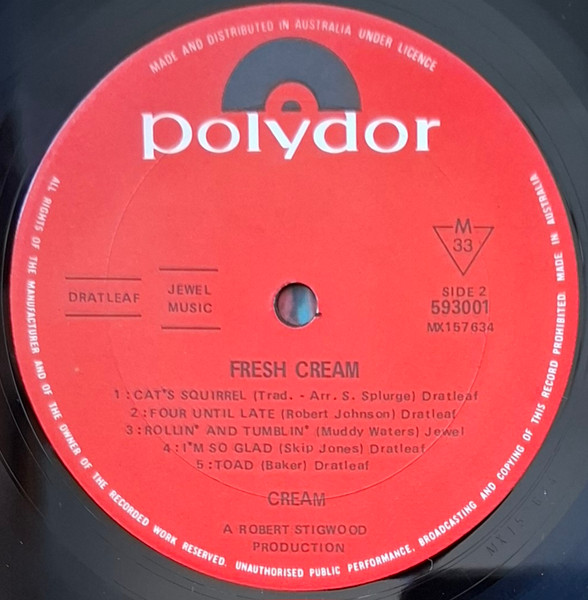 MADE AND DISTRIBUTED IN AUSTRALIA UNDER LICENCE
polydor
M
33
SIDE 2
593001
MX157634
DRATLEAF
JEWEL
MUSIC
FRESH CREAM
1:CAT'S SQUIRREL (Trad. - Arr. S. Splurge) Dratleaf
2:FOUR UNTIL LATE (Robert Johnson) Dratleaf
3:ROLLIN' AND TUMBLIN' (Muddy Waters) Jewel
4:I'M SO GLAD (Skip Jones) Dratleaf
5:TOAD (Baker) Dratleaf
CREAM
A ROBERT STIGWOOD
PRODUCTION
ALL RIGHTS OF THE MANUFACTURER AND OF THE OWNER OF THE RECORDED WORK RESERVED. UNAUTHORISED PUBLIC PERFORMANCE, BROADCASTING AND COPYING OF THIS RECORD PROHIBITED. MADE IN AUSTRALIA